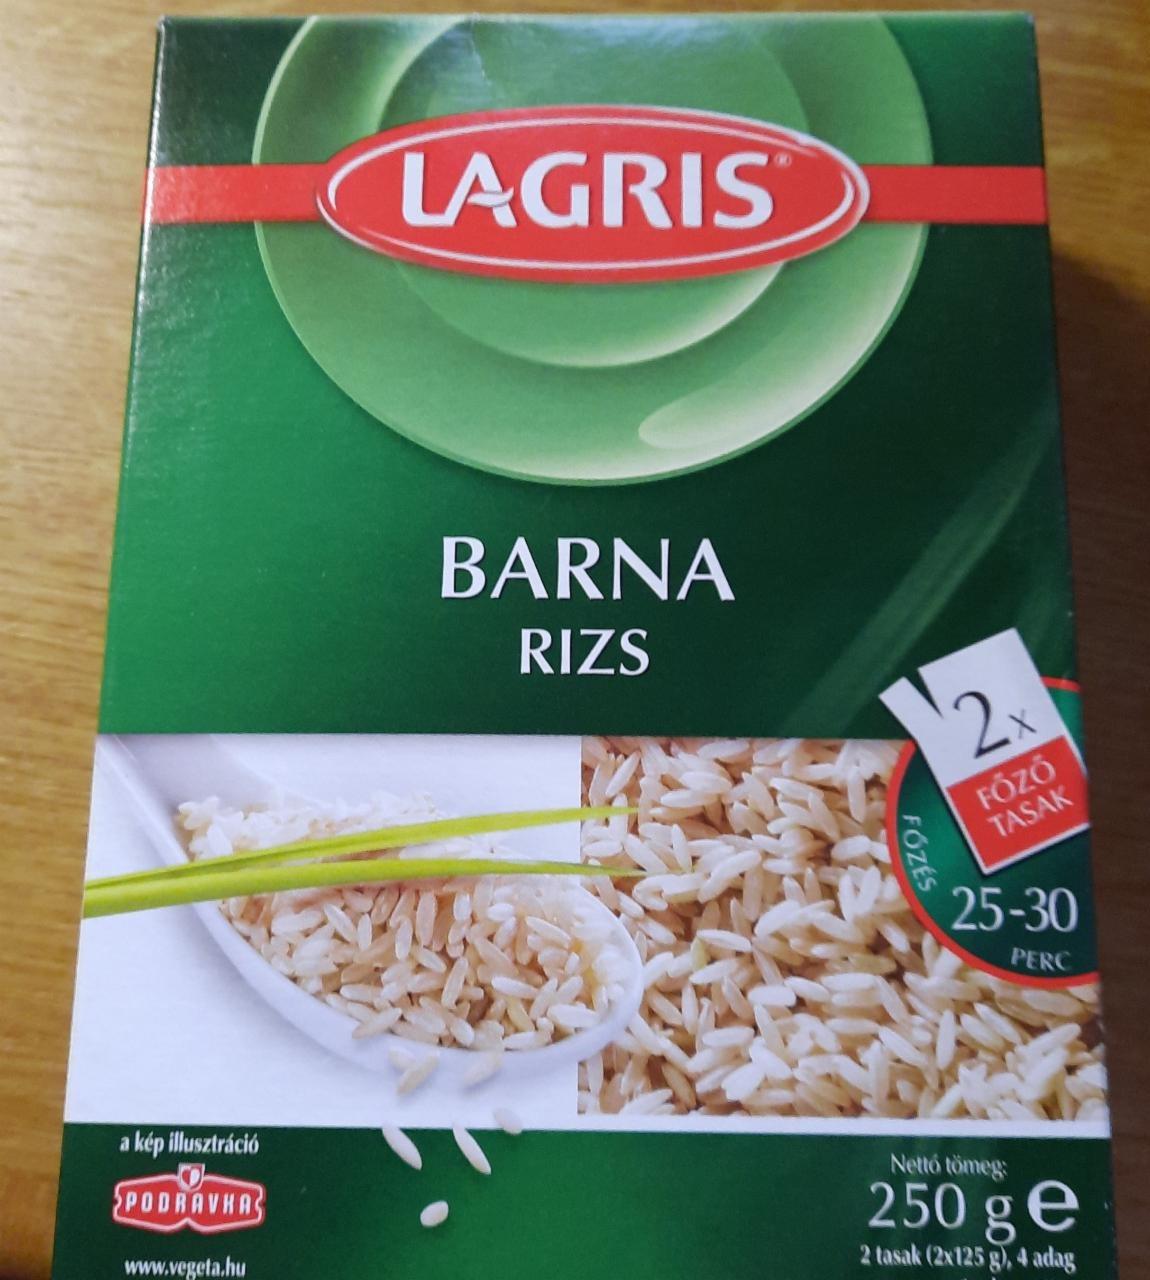 LAGRIS®
BARNA
RIZS
2x
FŐZŐ
TASAK
FŐZÉS
25-30
PERC
a kép illusztráció
PODRAVKA
www.vegeta.hu
Nettó tömeg:
250 g e
2 tasak (2x125 g), 4 adag